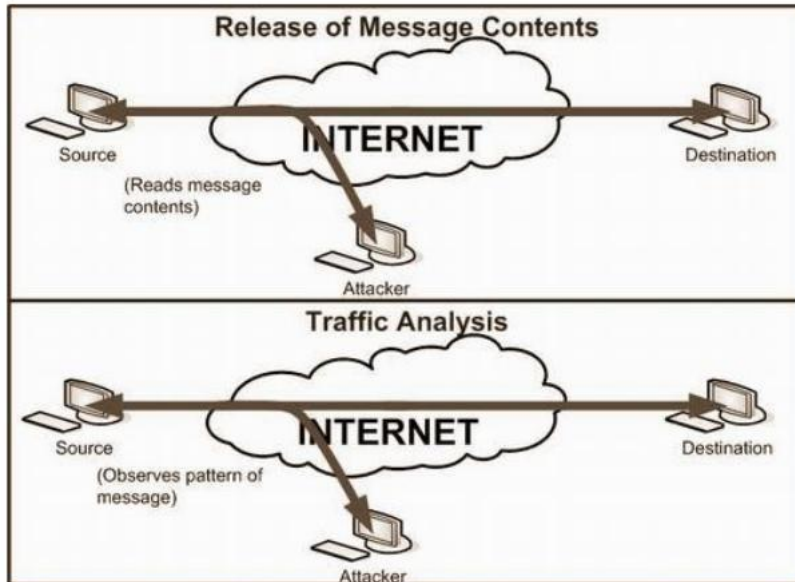 Release of Message Contents
INTERNET
Source
Destination
(Reads message
contents)
Attacker
Traffic Analysis
INTERNET
Source
Destination
(Observes pattern of
message)
Attacker